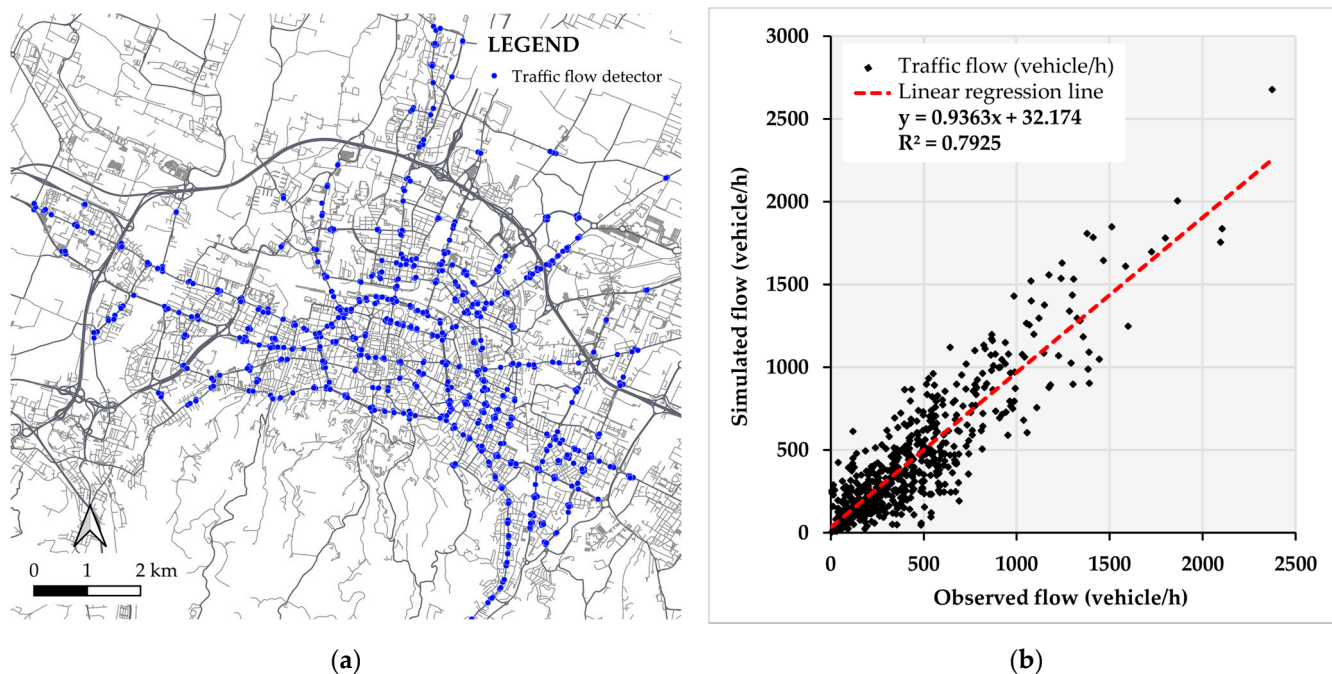 LEGEND
Traffic flow detector
0 1 2 km
(a)
3000
2500
2000
1500
1000
500
0
Simulated flow (vehicle/h)
Traffic flow (vehicle/h)
Linear regression line
y = 0.9363x + 32.174
R² = 0.7925
0 500 1000 1500 2000 2500
Observed flow (vehicle/h)
(b)